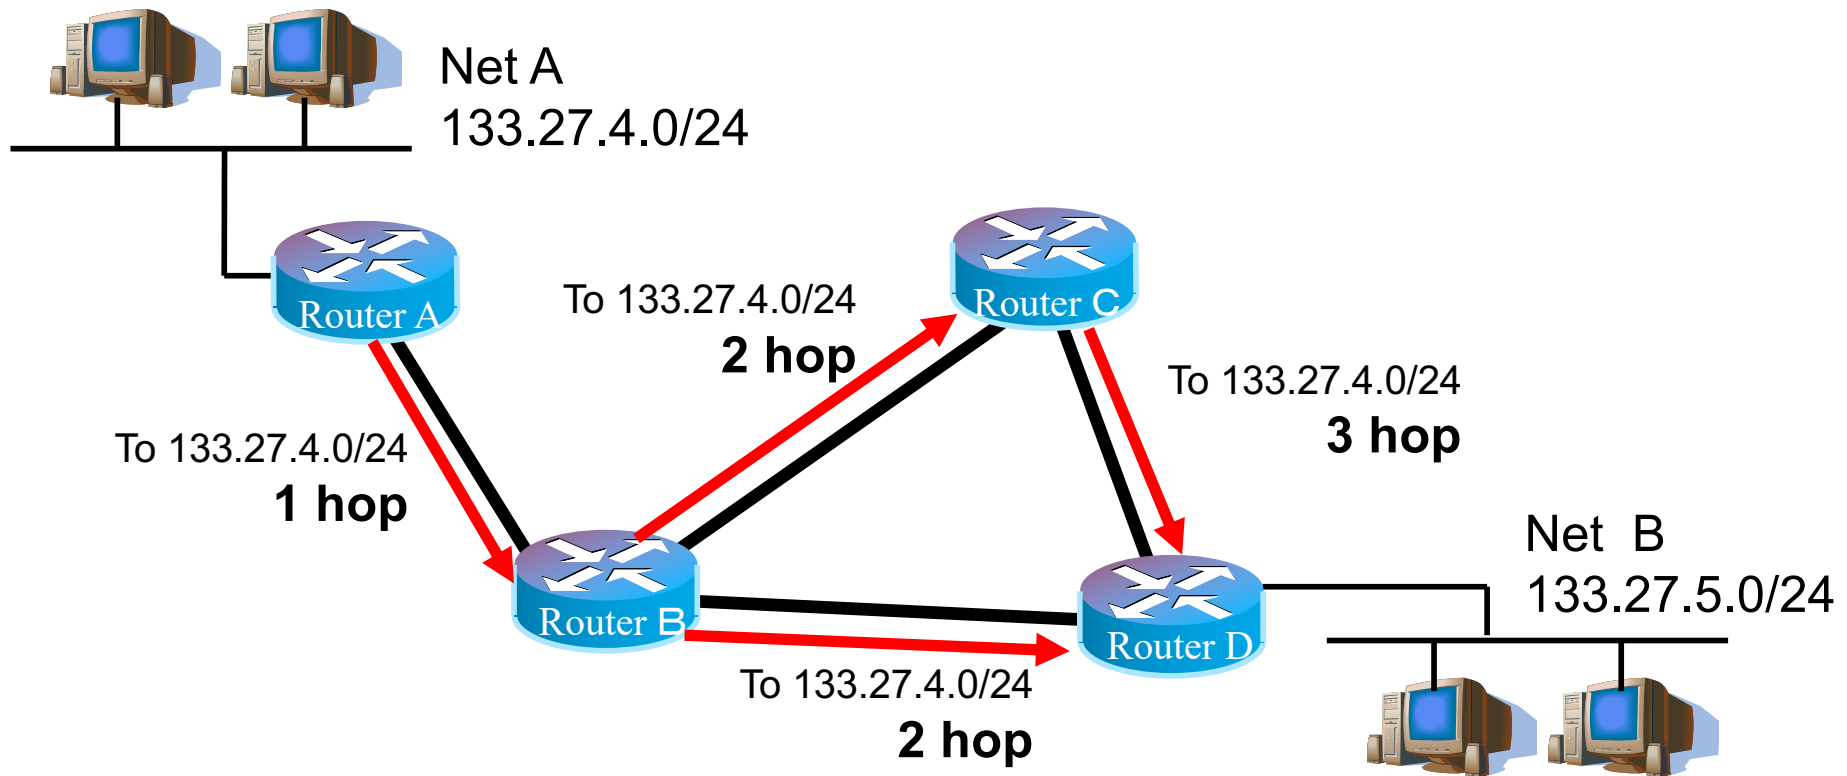 Net A
133.27.4.0/24
Router A
Router C
To 133.27.4.0/24
2 hop
To 133.27.4.0/24
3 hop
To 133.27.4.0/24
1 hop
Router B
Router D
Net B
133.27.5.0/24
To 133.27.4.0/24
2 hop